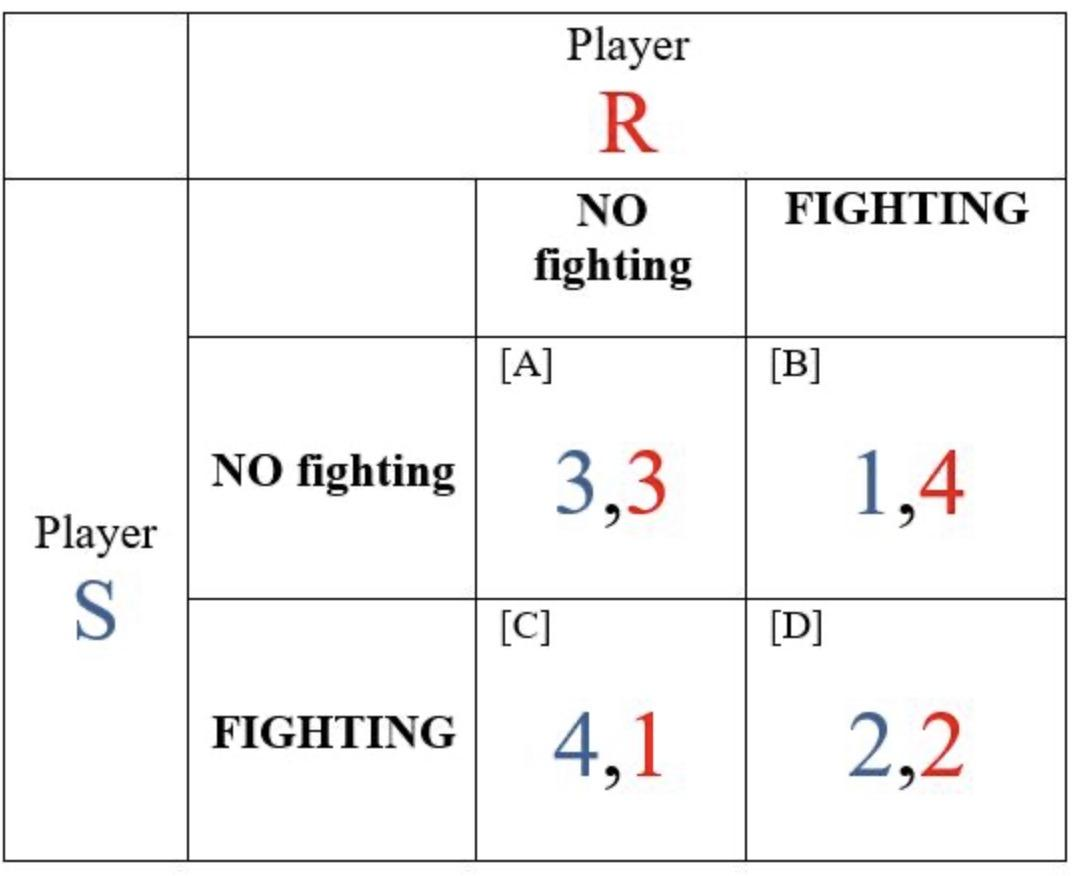 Player
R
NO
fighting
FIGHTING
[A]
[B]
NO fighting
3,3
1,4
Player
S
[C]
[D]
FIGHTING
4,1
2,2